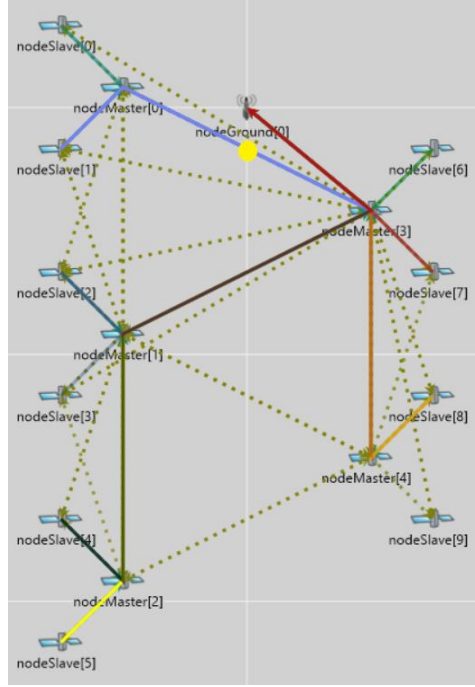 nodeSlave[0]
nodeMaster[0]
nodeGround[0]
nodeSlave[1]
nodeSlave[6]
nodeMaster[3]
nodeSlave[2]
nodeSlave[7]
nodeMaster[1]
nodeSlave[3]
nodeSlave[8]
nodeMaster[4]
nodeSlave[4]
nodeSlave[9]
nodeMaster[2]
nodeSlave[5]